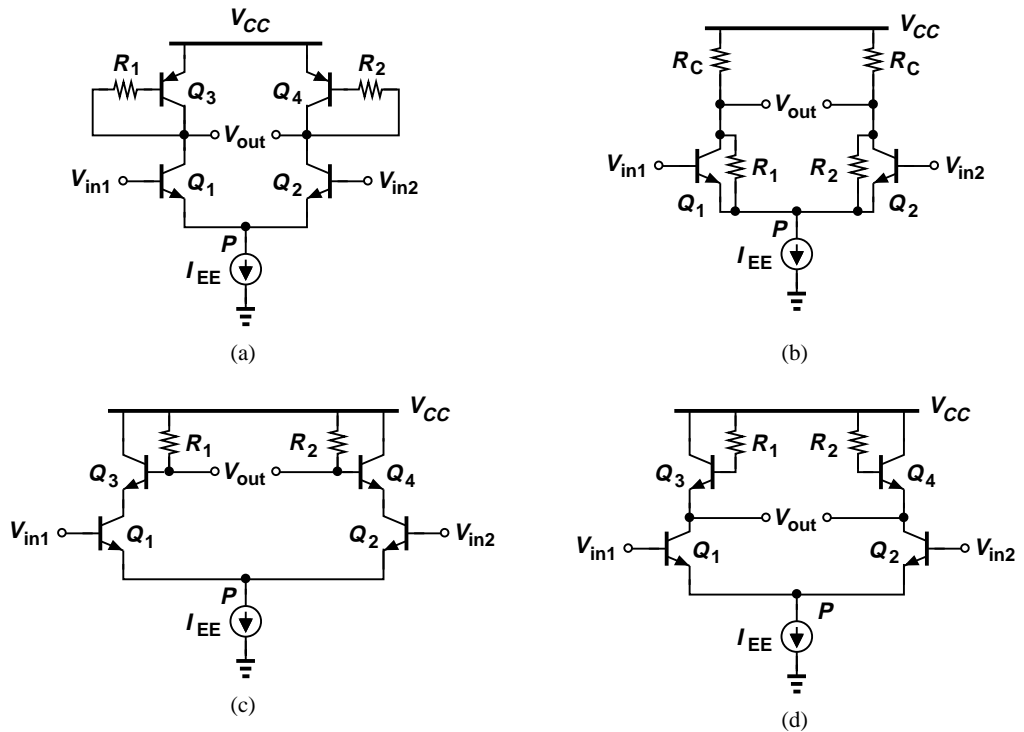 V_CC
R_1 Q_3 Q_4 R_2
V_out
V_in1 Q_1 Q_2 V_in2
P
I_EE
(a)
V_CC
R_C R_C
V_out
V_in1 R_1 R_2 V_in2
Q_1 Q_2
P
I_EE
(b)
V_CC
R_1 R_2
Q_3 V_out Q_4
V_in1 Q_1 Q_2 V_in2
P
I_EE
(c)
V_CC
R_1 R_2
Q_3 Q_4
V_out
V_in1 Q_1 Q_2 V_in2
P
I_EE
(d)